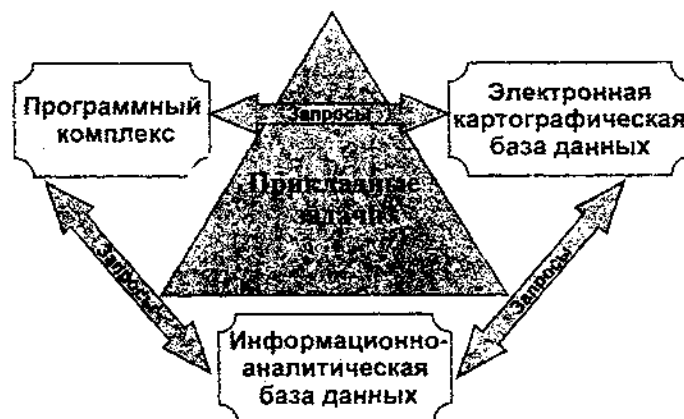 Программный
комплекс
Запросы
Электронная
картографическая
база данных
Прикладные
задачи
Запросы
Запросы
Информационно-
аналитическая
база данных